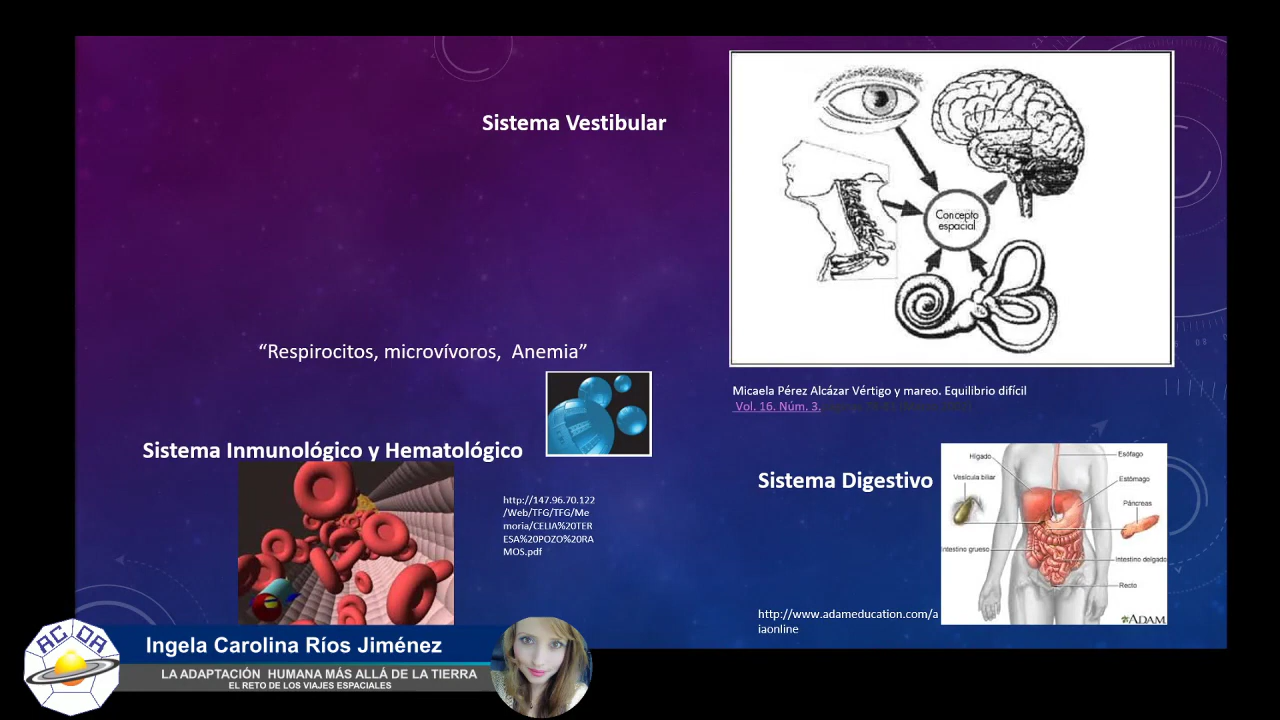 Sistema Vestibular
Concepto
espacial
“Respirocitos, microvívoros, Anemia”
Micaela Pérez Alcázar Vértigo y mareo. Equilibrio difícil
Vol. 16. Núm. 3.
Sistema Inmunológico y Hematológico
http://147.96.70.122
/Web/TFG/TFG/Me
moria/CELIA%20TER
ESA%20POZO%20RA
MOS.pdf
Sistema Digestivo
Hígado
Esófago
Vesícula biliar
Estómago
Páncreas
Intestino grueso
Intestino delgado
Recto
ADAM
http://www.adameducation.com/a
iaonline
ACDA
Ingela Carolina Ríos Jiménez
LA ADAPTACIÓN HUMANA MÁS ALLÁ DE LA TIERRA
EL RETO DE LOS VIAJES ESPACIALES